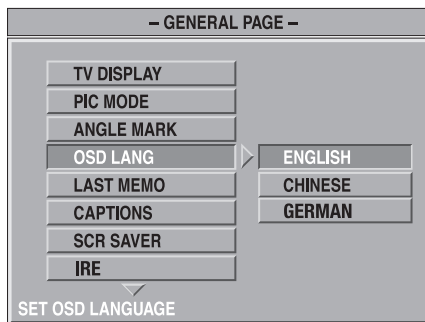 – GENERAL PAGE –
TV DISPLAY
PIC MODE
ANGLE MARK
OSD LANG
LAST MEMO
CAPTIONS
SCR SAVER
IRE
ENGLISH
CHINESE
GERMAN
SET OSD LANGUAGE